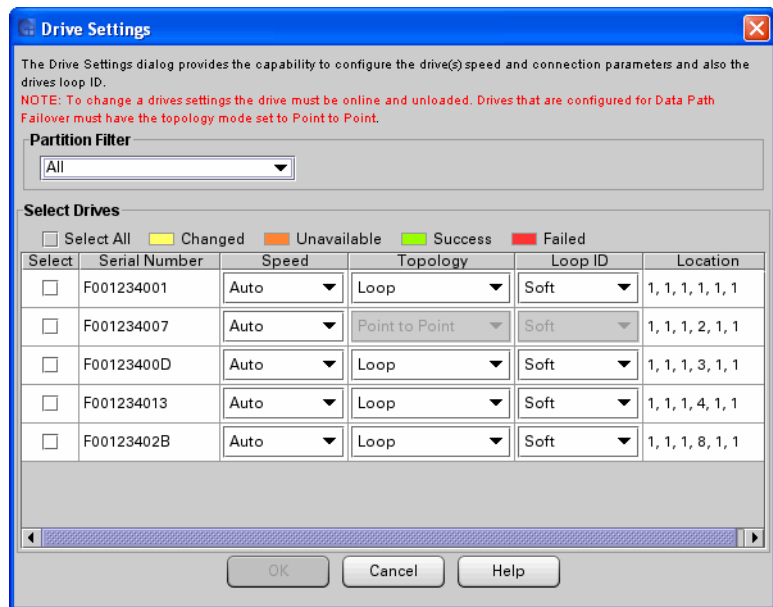 Drive Settings
The Drive Settings dialog provides the capability to configure the drive(s) speed and connection parameters and also the
drives loop ID.
NOTE: To change a drives settings the drive must be online and unloaded. Drives that are configured for Data Path
Failover must have the topology mode set to Point to Point.
Partition Filter
All
Select Drives
Select All Changed Unavailable Success Failed
Select Serial Number Speed Topology Loop ID Location
F001234001 Auto Loop Soft 1, 1, 1, 1, 1, 1
F001234007 Auto Point to Point Soft 1, 1, 1, 2, 1, 1
F00123400D Auto Loop Soft 1, 1, 1, 3, 1, 1
F001234013 Auto Loop Soft 1, 1, 1, 4, 1, 1
F00123402B Auto Loop Soft 1, 1, 1, 8, 1, 1
OK Cancel Help